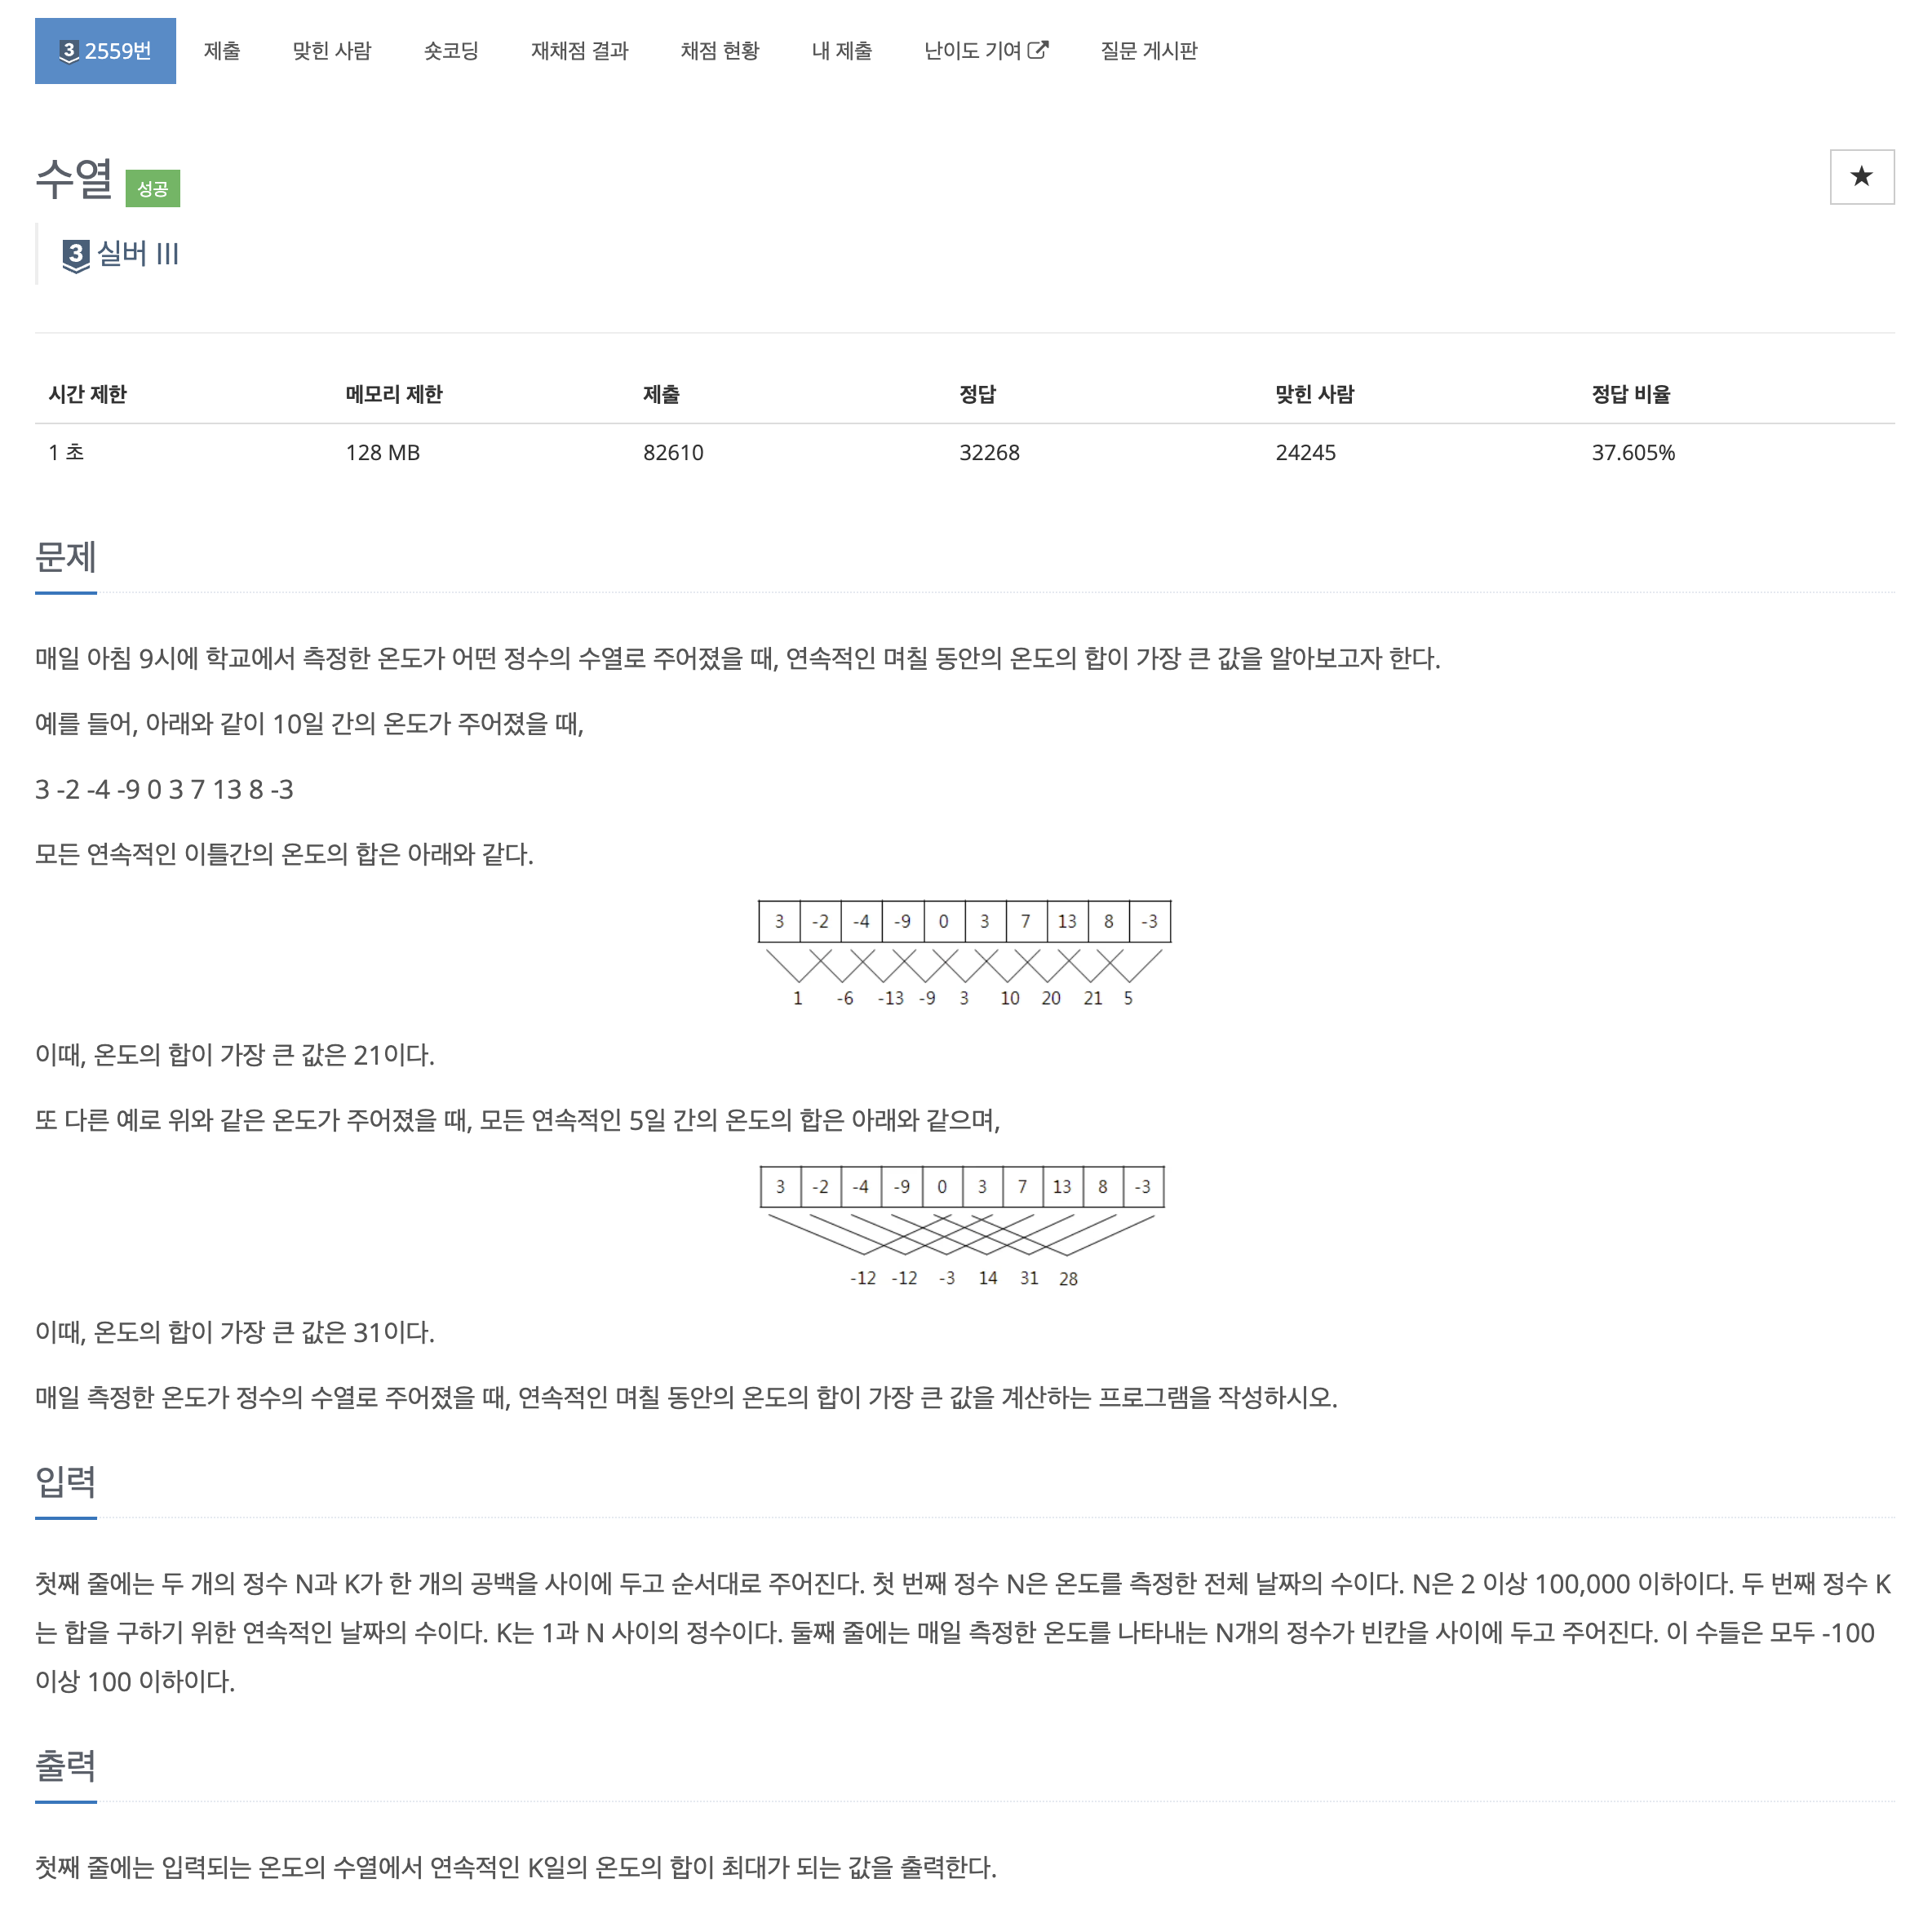 3 2559번 제출 맞힌 사람 숏코딩 재채점 결과 채점 현황 내 제출 난이도 기여 질문 게시판
수열 성공
3 실버 III
시간 제한 메모리 제한 제출 정답 맞힌 사람 정답 비율
1 초 128 MB 82610 32268 24245 37.605%
문제
매일 아침 9시에 학교에서 측정한 온도가 어떤 정수의 수열로 주어졌을 때, 연속적인 며칠 동안의 온도의 합이 가장 큰 값을 알아보고자 한다.
예를 들어, 아래와 같이 10일 간의 온도가 주어졌을 때,
3 -2 -4 -9 0 3 7 13 8 -3
모든 연속적인 이틀간의 온도의 합은 아래와 같다.
3 -2 -4 -9 0 3 7 13 8 -3
1 -6 -13 -9 3 10 20 21 5
이때, 온도의 합이 가장 큰 값은 21이다.
또 다른 예로 위와 같은 온도가 주어졌을 때, 모든 연속적인 5일 간의 온도의 합은 아래와 같으며,
3 -2 -4 -9 0 3 7 13 8 -3
-12 -12 -3 14 31 28
이때, 온도의 합이 가장 큰 값은 31이다.
매일 측정한 온도가 정수의 수열로 주어졌을 때, 연속적인 며칠 동안의 온도의 합이 가장 큰 값을 계산하는 프로그램을 작성하시오.
입력
첫째 줄에는 두 개의 정수 N과 K가 한 개의 공백을 사이에 두고 순서대로 주어진다. 첫 번째 정수 N은 온도를 측정한 전체 날짜의 수이다. N은 2 이상 100,000 이하이다. 두 번째 정수 K
는 합을 구하기 위한 연속적인 날짜의 수이다. K는 1과 N 사이의 정수이다. 둘째 줄에는 매일 측정한 온도를 나타내는 N개의 정수가 빈칸을 사이에 두고 주어진다. 이 수들은 모두 -100
이상 100 이하이다.
출력
첫째 줄에는 입력되는 온도의 수열에서 연속적인 K일의 온도의 합이 최대가 되는 값을 출력한다.